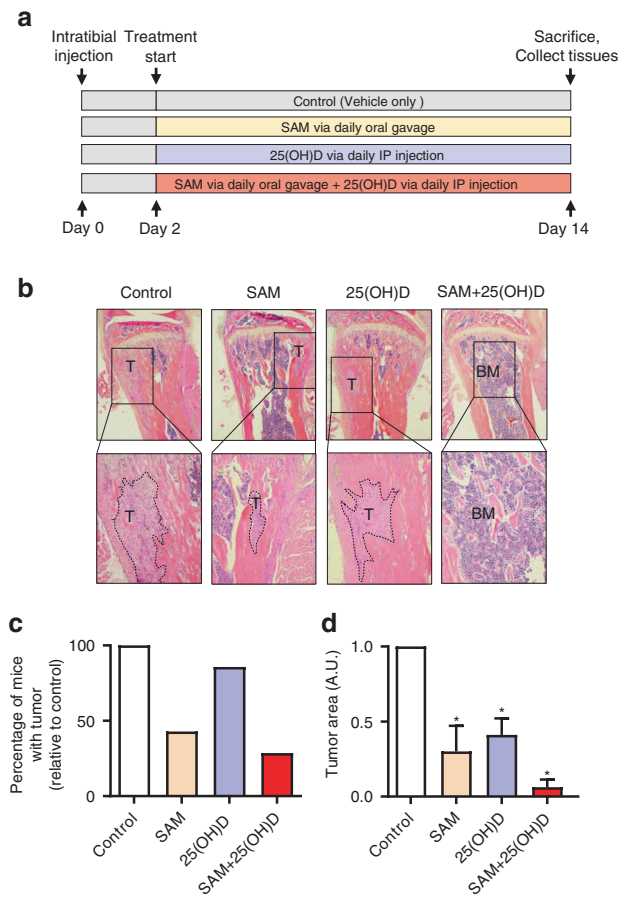 a
Intratibial injection
Treatment start
Sacrifice, Collect tissues
Control (Vehicle only )
SAM via daily oral gavage
25(OH)D via daily IP injection
SAM via daily oral gavage + 25(OH)D via daily IP injection
Day 0
Day 2
Day 14
b
Control
SAM
25(OH)D
SAM+25(OH)D
T
T
T
BM
T
T
T
BM
c
Percentage of mice
with tumor
(relative to control)
100
50
0
Control
SAM
25(OH)D
SAM+25(OH)D
d
Tumor area (A.U.)
1.0
0.5
0.0
*
*
*
Control
SAM
25(OH)D
SAM+25(OH)D